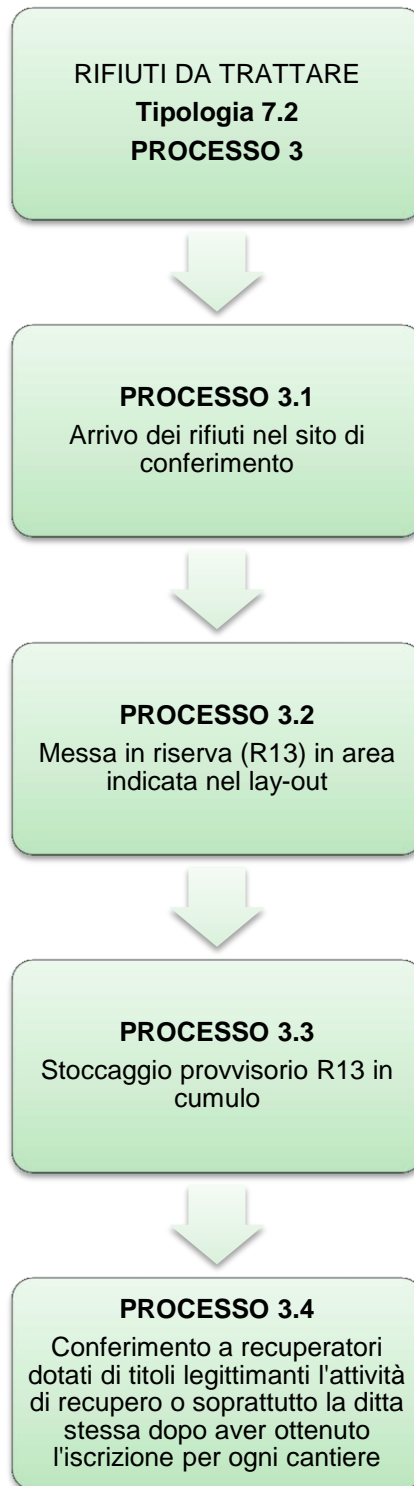 RIFIUTI DA TRATTARE
Tipologia 7.2
PROCESSO 3
PROCESSO 3.1
Arrivo dei rifiuti nel sito di
conferimento
PROCESSO 3.2
Messa in riserva (R13) in area
indicata nel lay-out
PROCESSO 3.3
Stoccaggio provvisorio R13 in
cumulo
PROCESSO 3.4
Conferimento a recuperatori
dotati di titoli legittimanti l'attività
di recupero o soprattutto la ditta
stessa dopo aver ottenuto
l'iscrizione per ogni cantiere